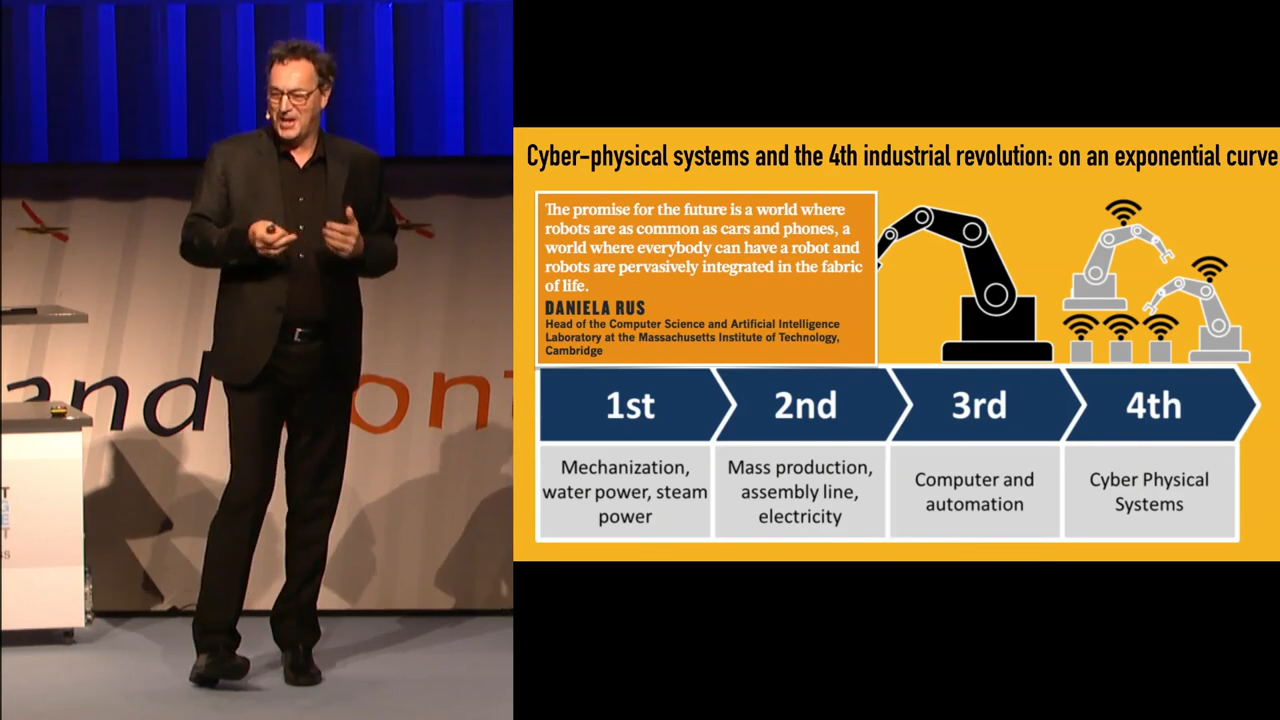 and
ont
T
T
SS
Cyber-physical systems and the 4th industrial revolution: on an exponential curve
The promise for the future is a world where
robots are as common as cars and phones, a
world where everybody can have a robot and
robots are pervasively integrated in the fabric
of life.
DANIELA RUS
Head of the Computer Science and Artificial Intelligence
Laboratory at the Massachusetts Institute of Technology,
Cambridge
1st
2nd
3rd
4th
Mechanization,
water power, steam
power
Mass production,
assembly line,
electricity
Computer and
automation
Cyber Physical
Systems